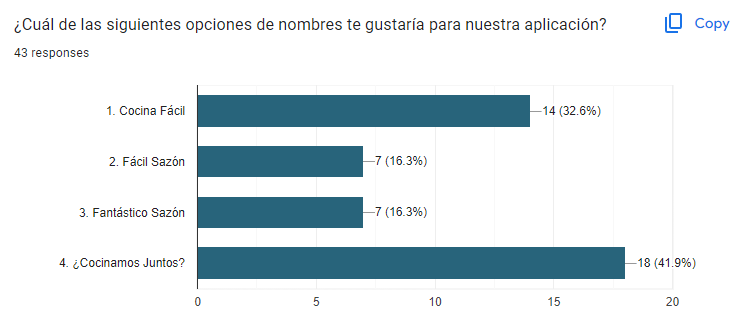 ¿Cuál de las siguientes opciones de nombres te gustaría para nuestra aplicación?
Copy
43 responses
1. Cocina Fácil
14 (32.6%)
2. Fácil Sazón
7 (16.3%)
3. Fantástico Sazón
7 (16.3%)
4. ¿Cocinamos Juntos?
18 (41.9%)
0 5 10 15 20